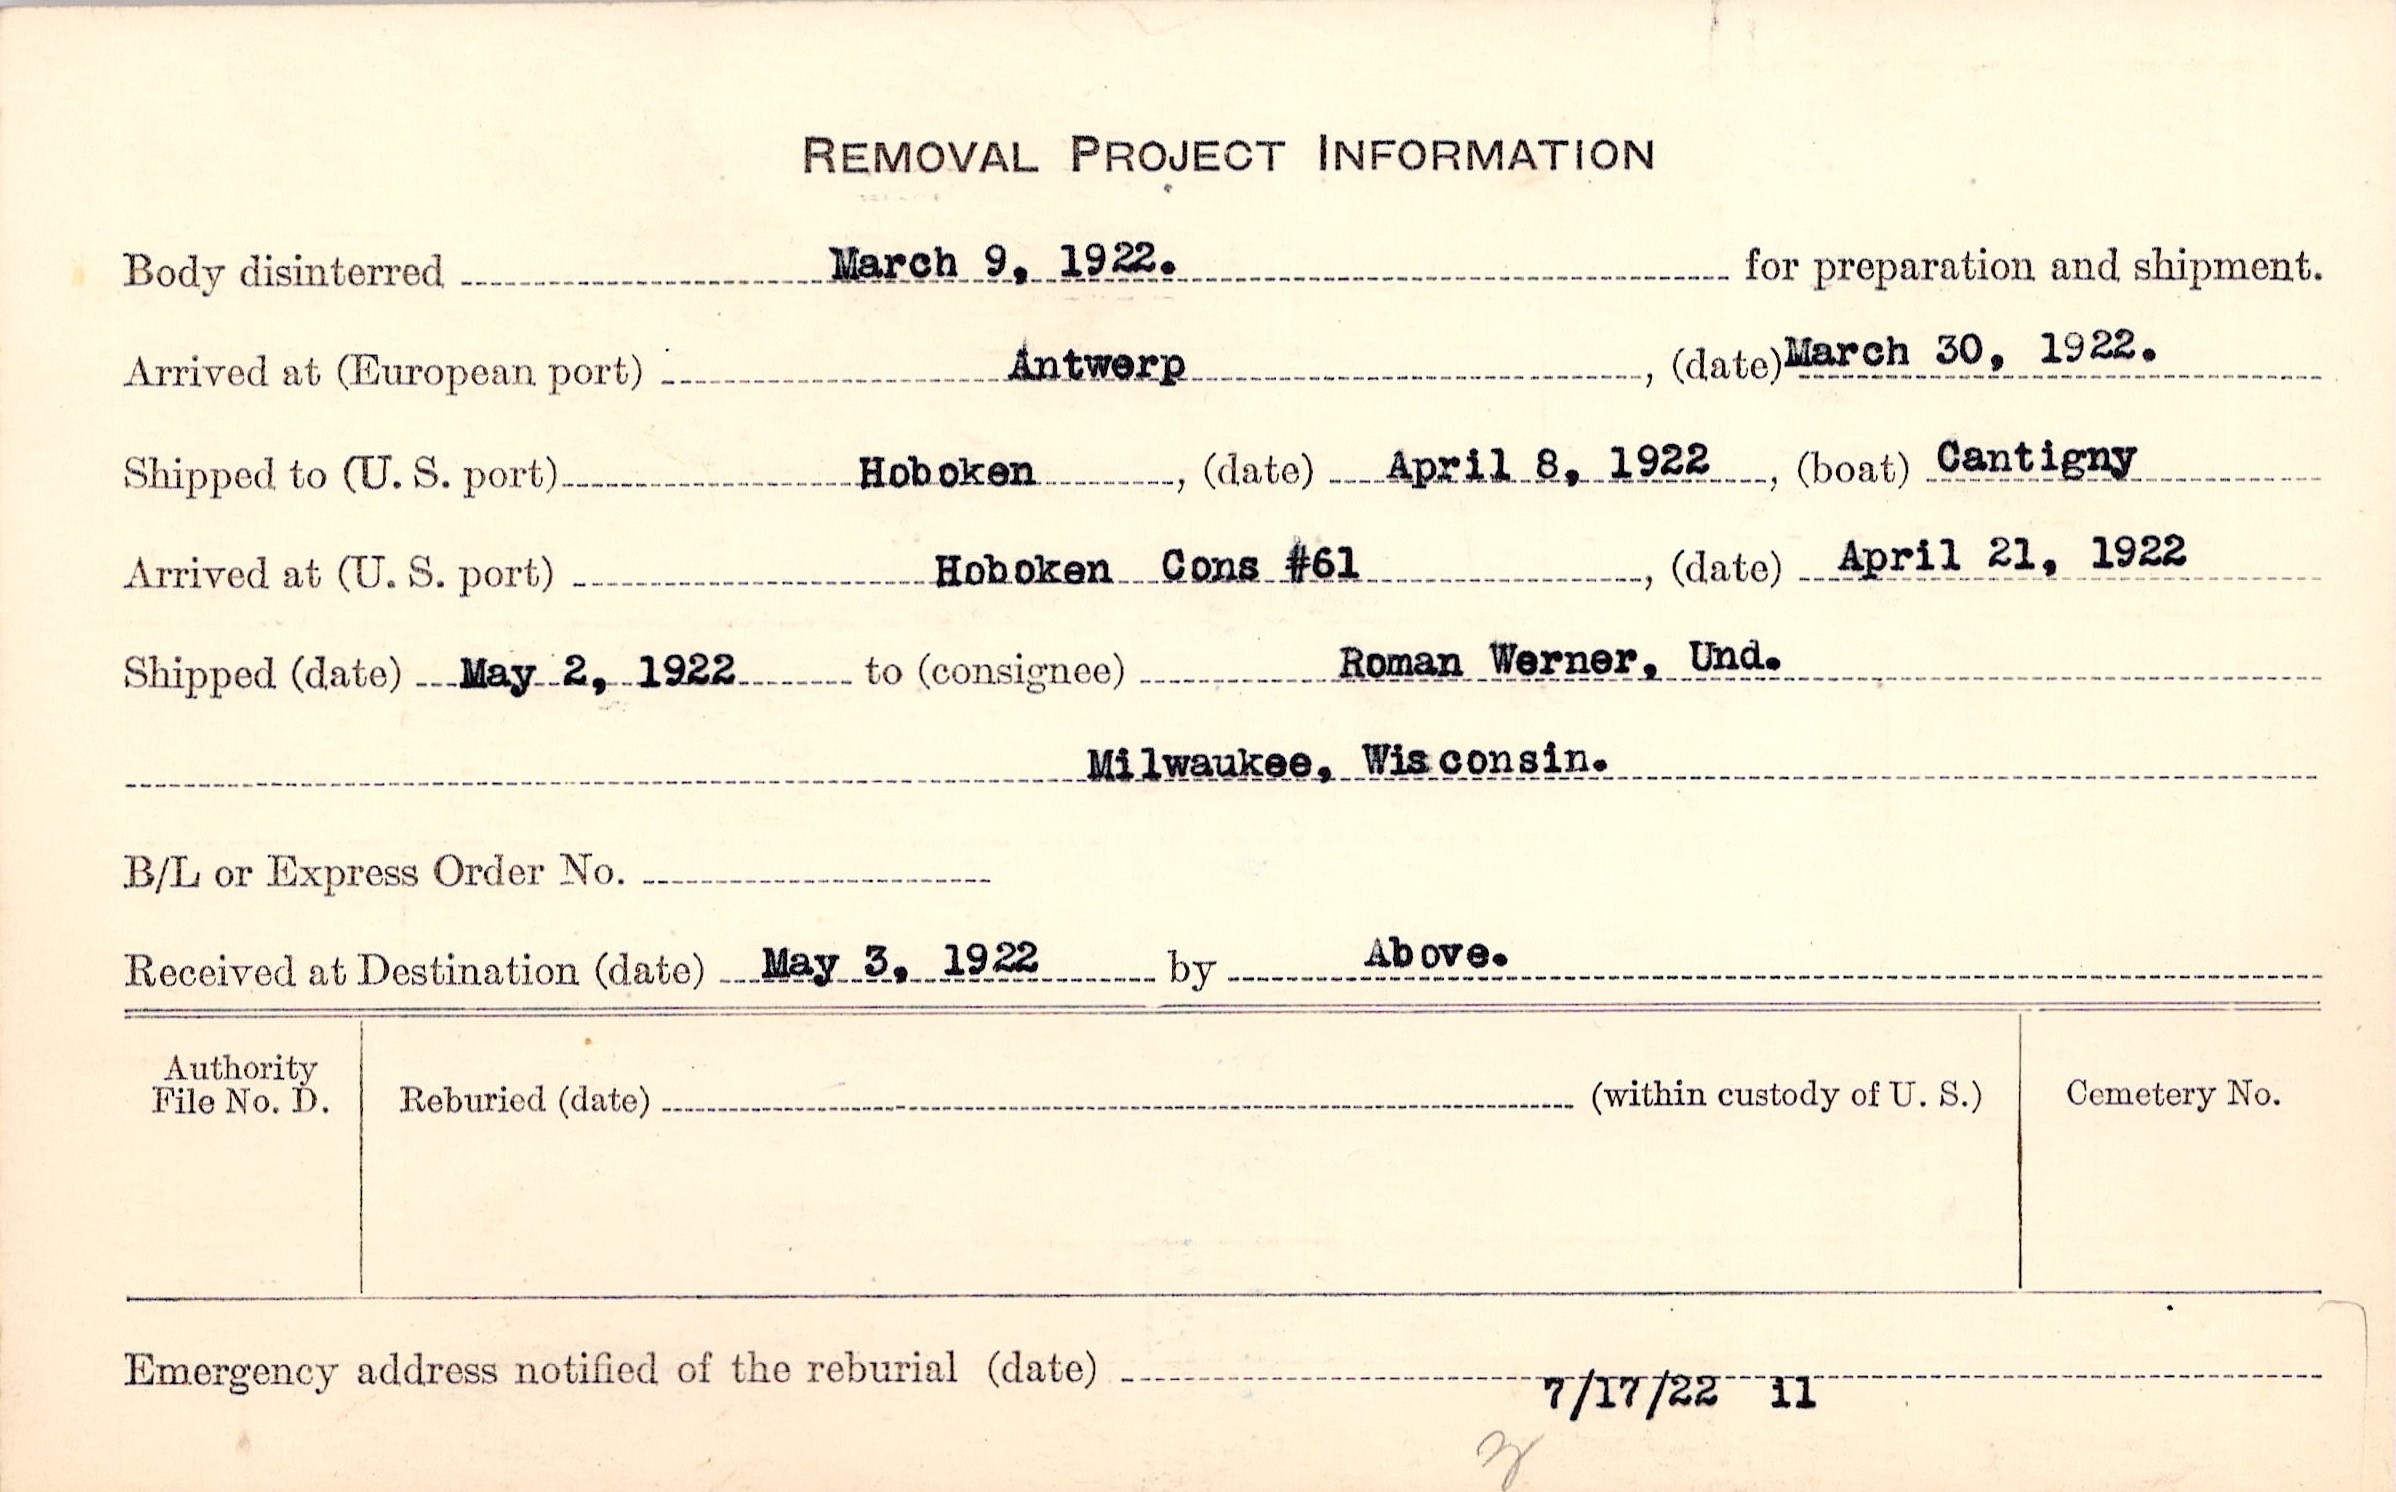 REMOVAL PROJECT INFORMATION
Body disinterred March 9, 1922. for preparation and shipment.
Arrived at (European port) Antwerp, (date) March 30, 1922.
Shipped to (U. S. port) Hoboken, (date) April 8, 1922, (boat) Cantigny
Arrived at (U. S. port) Hoboken Cons #61, (date) April 21, 1922
Shipped (date) May 2, 1922 to (consignee) Roman Werner, Und.
Milwaukee, Wisconsin.
B/L or Express Order No.
Received at Destination (date) May 3, 1922 by Above.
Authority
File No. D.
Reburied (date) (within custody of U. S.)
Cemetery No.
Emergency address notified of the reburial (date)
7/17/22 il